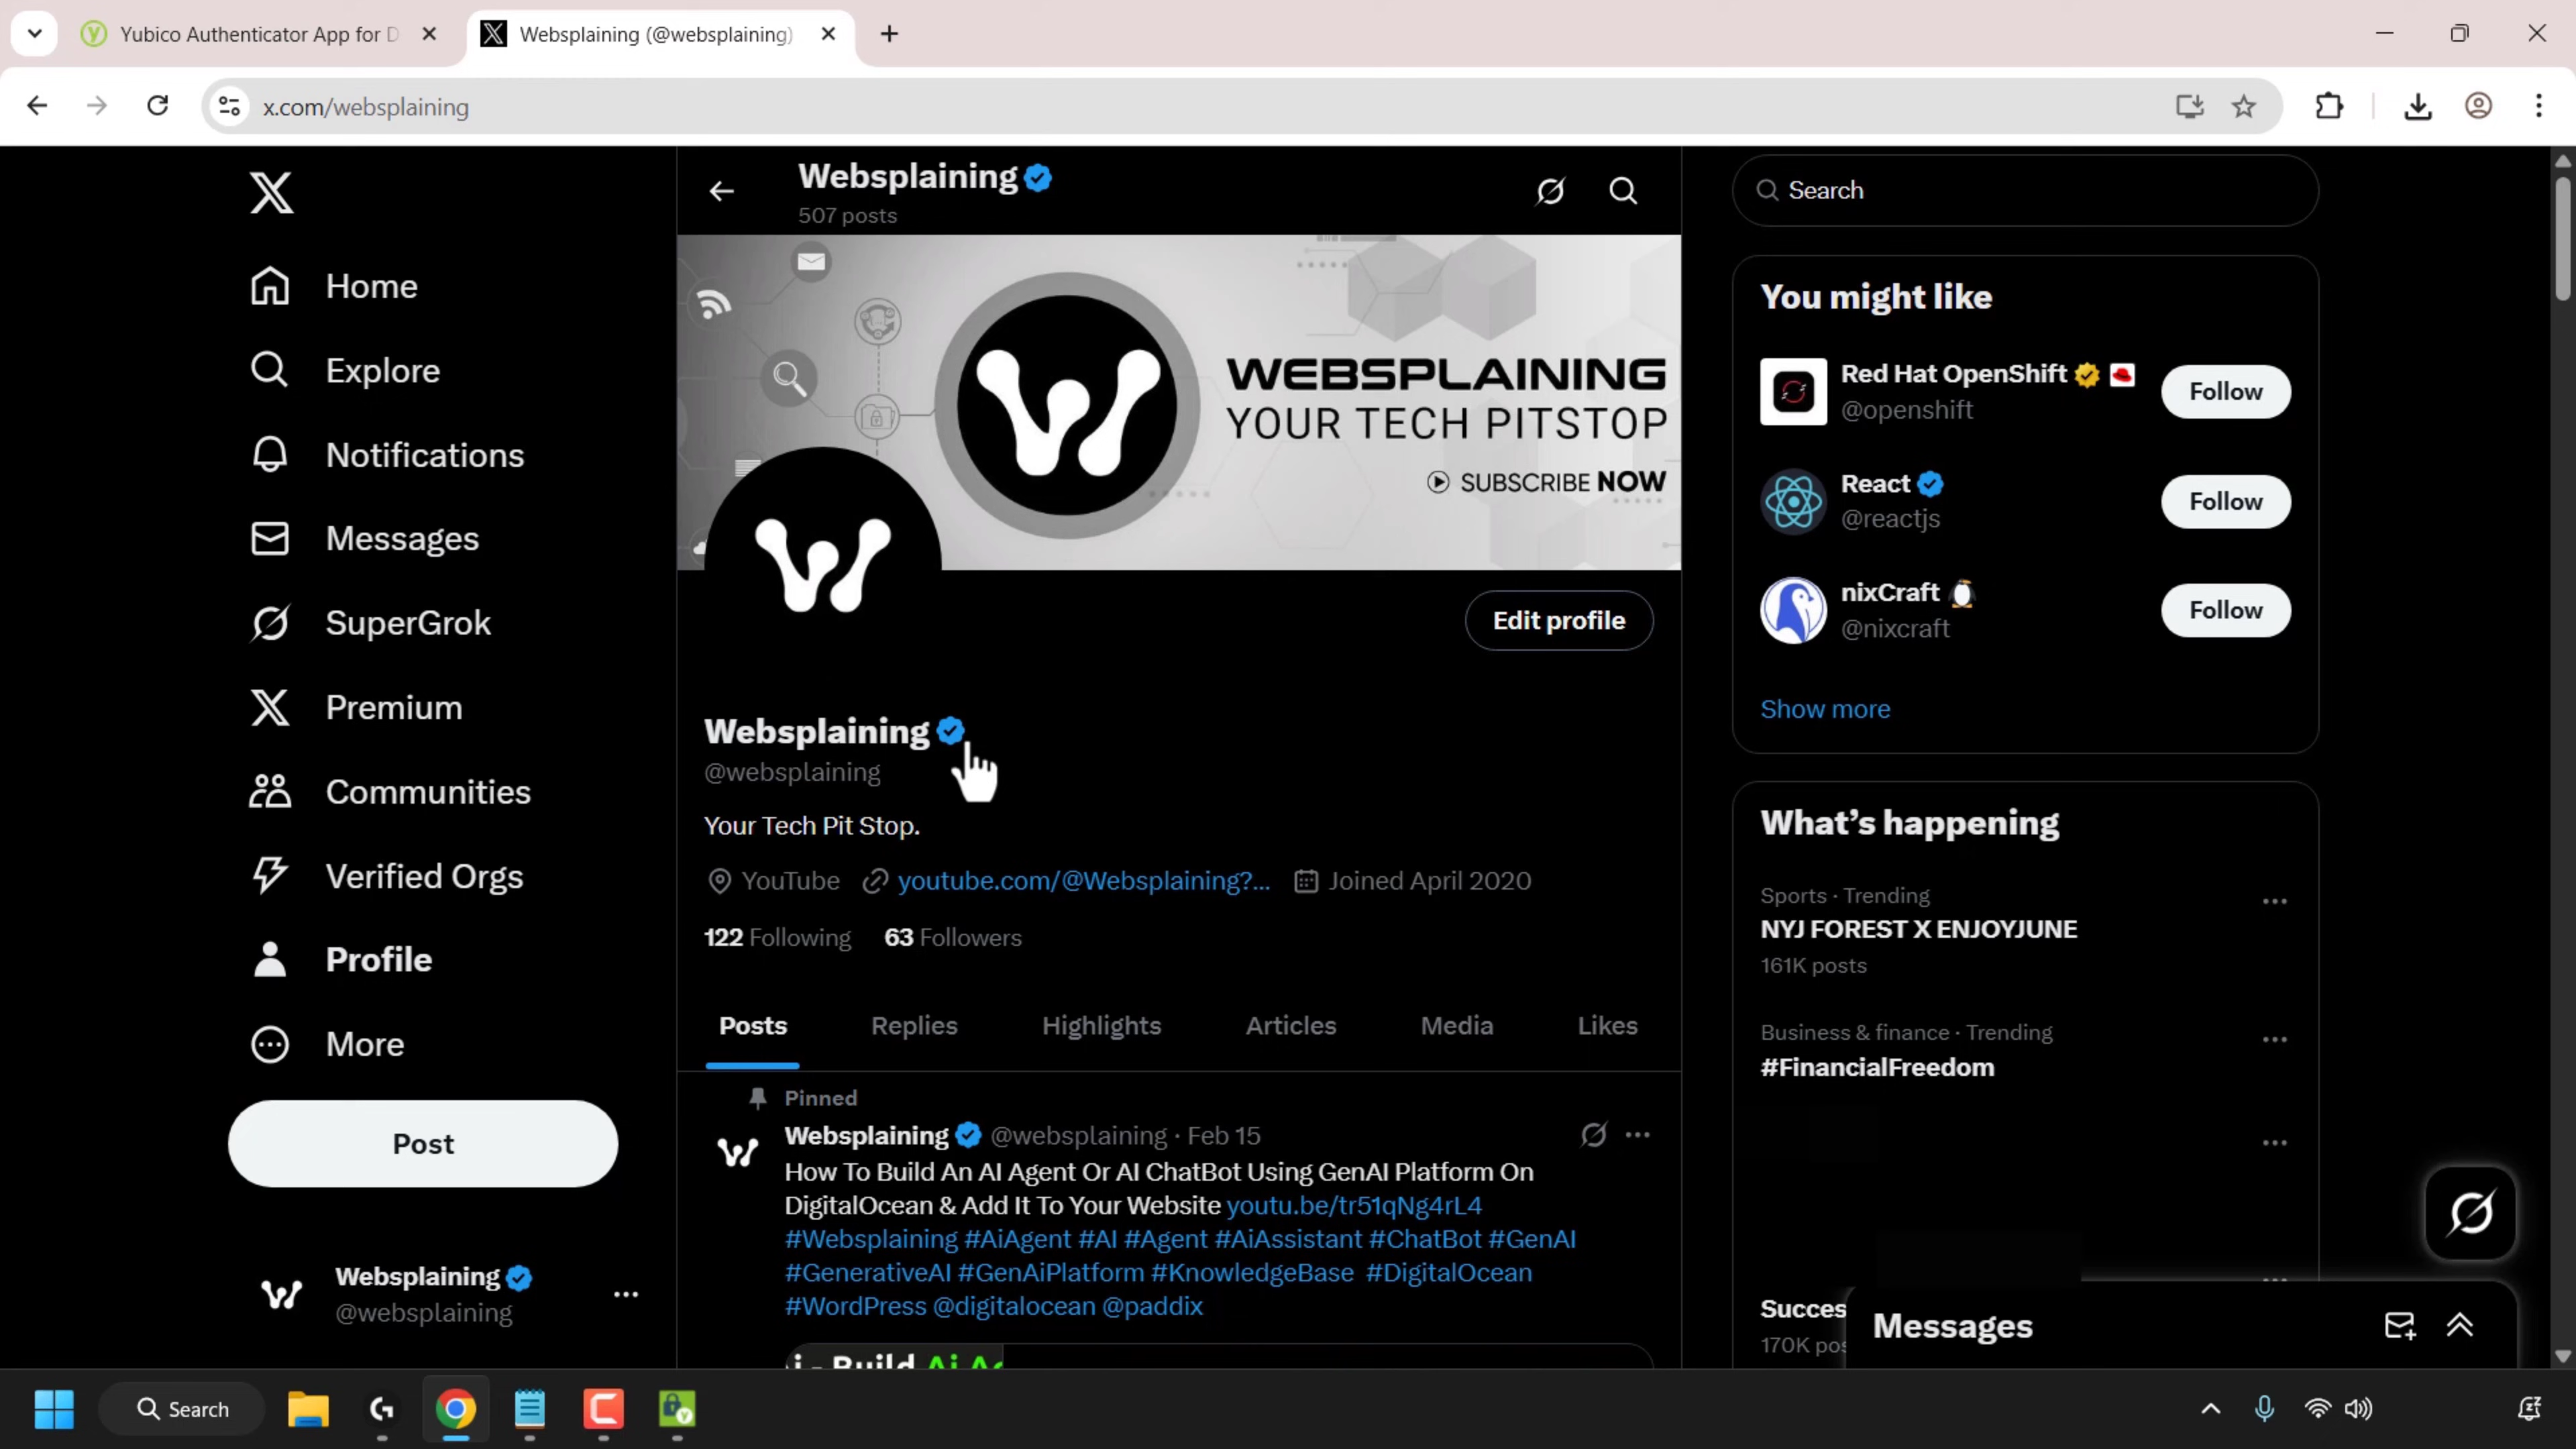 Yubico Authenticator App for D
Websplaining (@websplaining)
x.com/websplaining
Home
Explore
Notifications
Messages
SuperGrok
Premium
Communities
Verified Orgs
Profile
More
Post
Websplaining
@websplaining
Websplaining
507 posts
WEBSPLAINING
YOUR TECH PITSTOP
SUBSCRIBE NOW
Edit profile
Websplaining
@websplaining
Your Tech Pit Stop.
YouTube youtube.com/@Websplaining?... Joined April 2020
122 Following 63 Followers
Posts Replies Highlights Articles Media Likes
Pinned
Websplaining @websplaining · Feb 15
How To Build An AI Agent Or AI ChatBot Using GenAI Platform On
DigitalOcean & Add It To Your Website youtu.be/tr51qNg4rL4
#Websplaining #AiAgent #AI #Agent #AiAssistant #ChatBot #GenAI
#GenerativeAI #GenAiPlatform #KnowledgeBase #DigitalOcean
#WordPress @digitalocean @paddix
Search
You might like
Red Hat OpenShift
@openshift
Follow
React
@reactjs
Follow
nixCraft
@nixcraft
Follow
Show more
What's happening
Sports · Trending
NYJ FOREST X ENJOYJUNE
161K posts
Business & finance · Trending
#FinancialFreedom
Succes
170K pos
Messages
Search